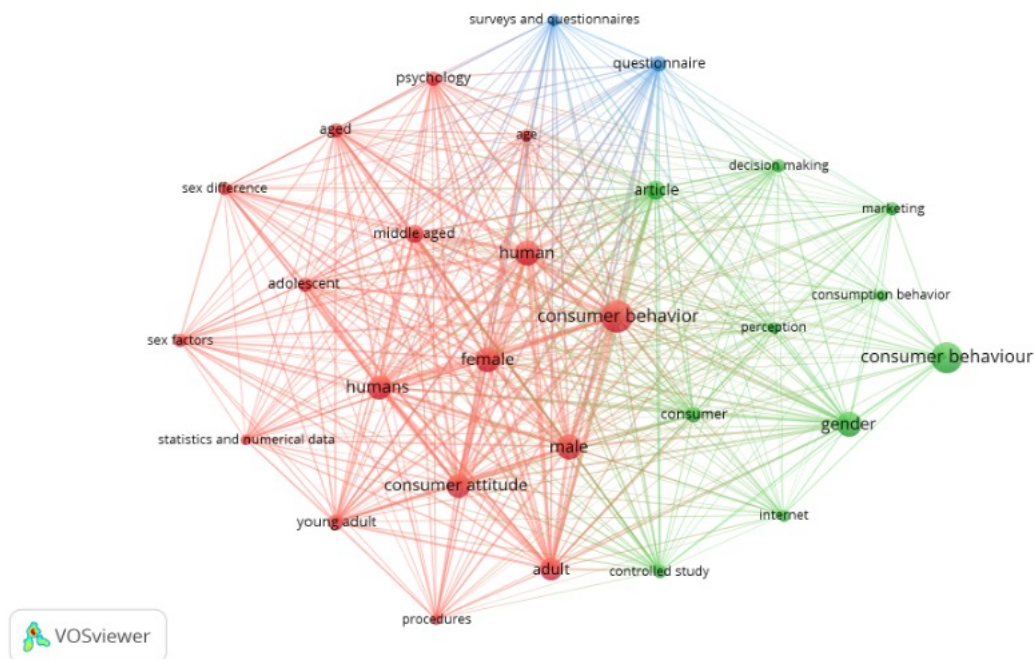 surveys and questionnaires
questionnaire
psychology
aged
age
decision making
sex difference
article
marketing
middle aged
human
adolescent
consumption behavior
consumer behavior
perception
sex factors
female
consumer behaviour
humans
consumer
gender
statistics and numerical data
male
consumer attitude
young adult
internet
adult
controlled study
procedures
VOSviewer